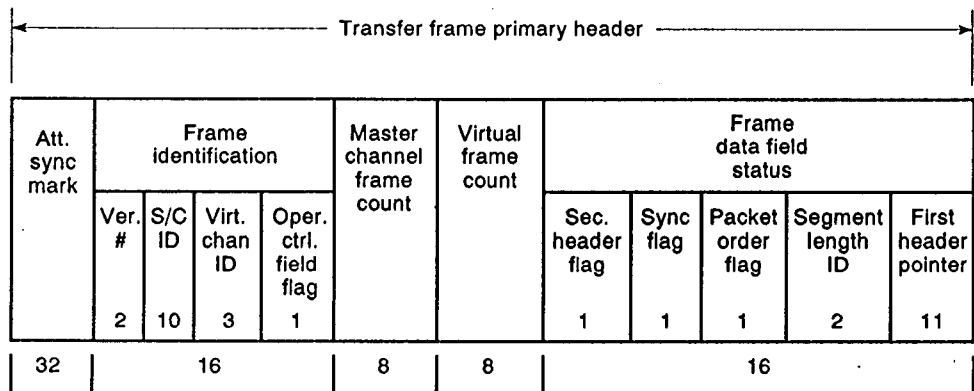 Transfer frame primary header
Att.
sync
mark
Frame
identification
Master
channel
frame
count
Virtual
frame
count
Frame
data field
status
Ver.
#
S/C
ID
Virt.
chan
ID
Oper.
ctrl.
field
flag
Sec.
header
flag
Sync
flag
Packet
order
flag
Segment
length
ID
First
header
pointer
2
10
3
1
1
1
1
2
11
32
16
8
8
16